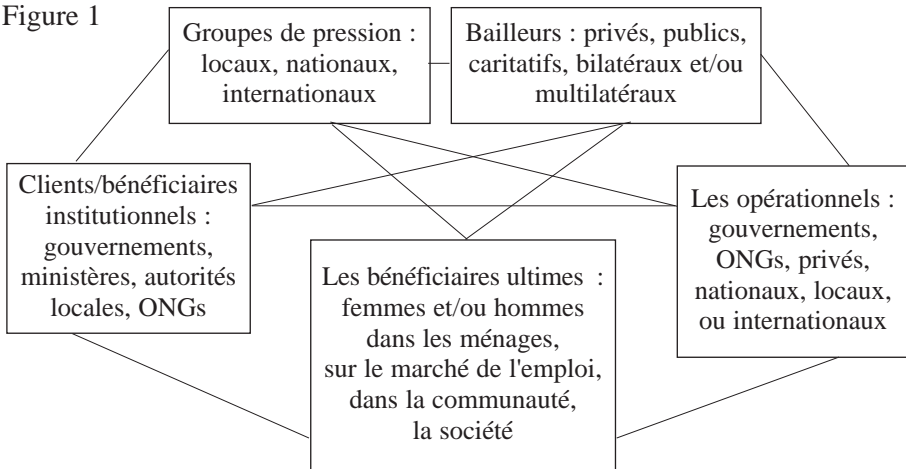 Figure 1
Groupes de pression :
locaux, nationaux,
internationaux
Bailleurs : privés, publics,
caritatifs, bilatéraux et/ou
multilatéraux
Clients/bénéficiaires
institutionnels :
gouvernements,
ministères, autorités
locales, ONGs
Les bénéficiaires ultimes :
femmes et/ou hommes
dans les ménages,
sur le marché de l'emploi,
dans la communauté,
la société
Les opérationnels :
gouvernements,
ONGs, privés,
nationaux, locaux,
ou internationaux